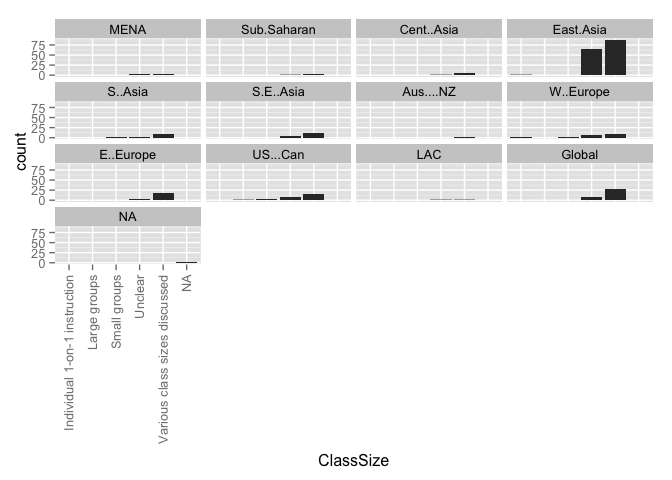 MENA Sub.Saharan Cent..Asia East.Asia
75
50
25
0
S..Asia S.E..Asia Aus....NZ W..Europe
75
50
25
0
E..Europe US...Can LAC Global
75
50
25
0
NA
75
50
25
0
count
Individual 1-on-1 instruction
Large groups
Small groups
Unclear
Various class sizes discussed
NA
ClassSize